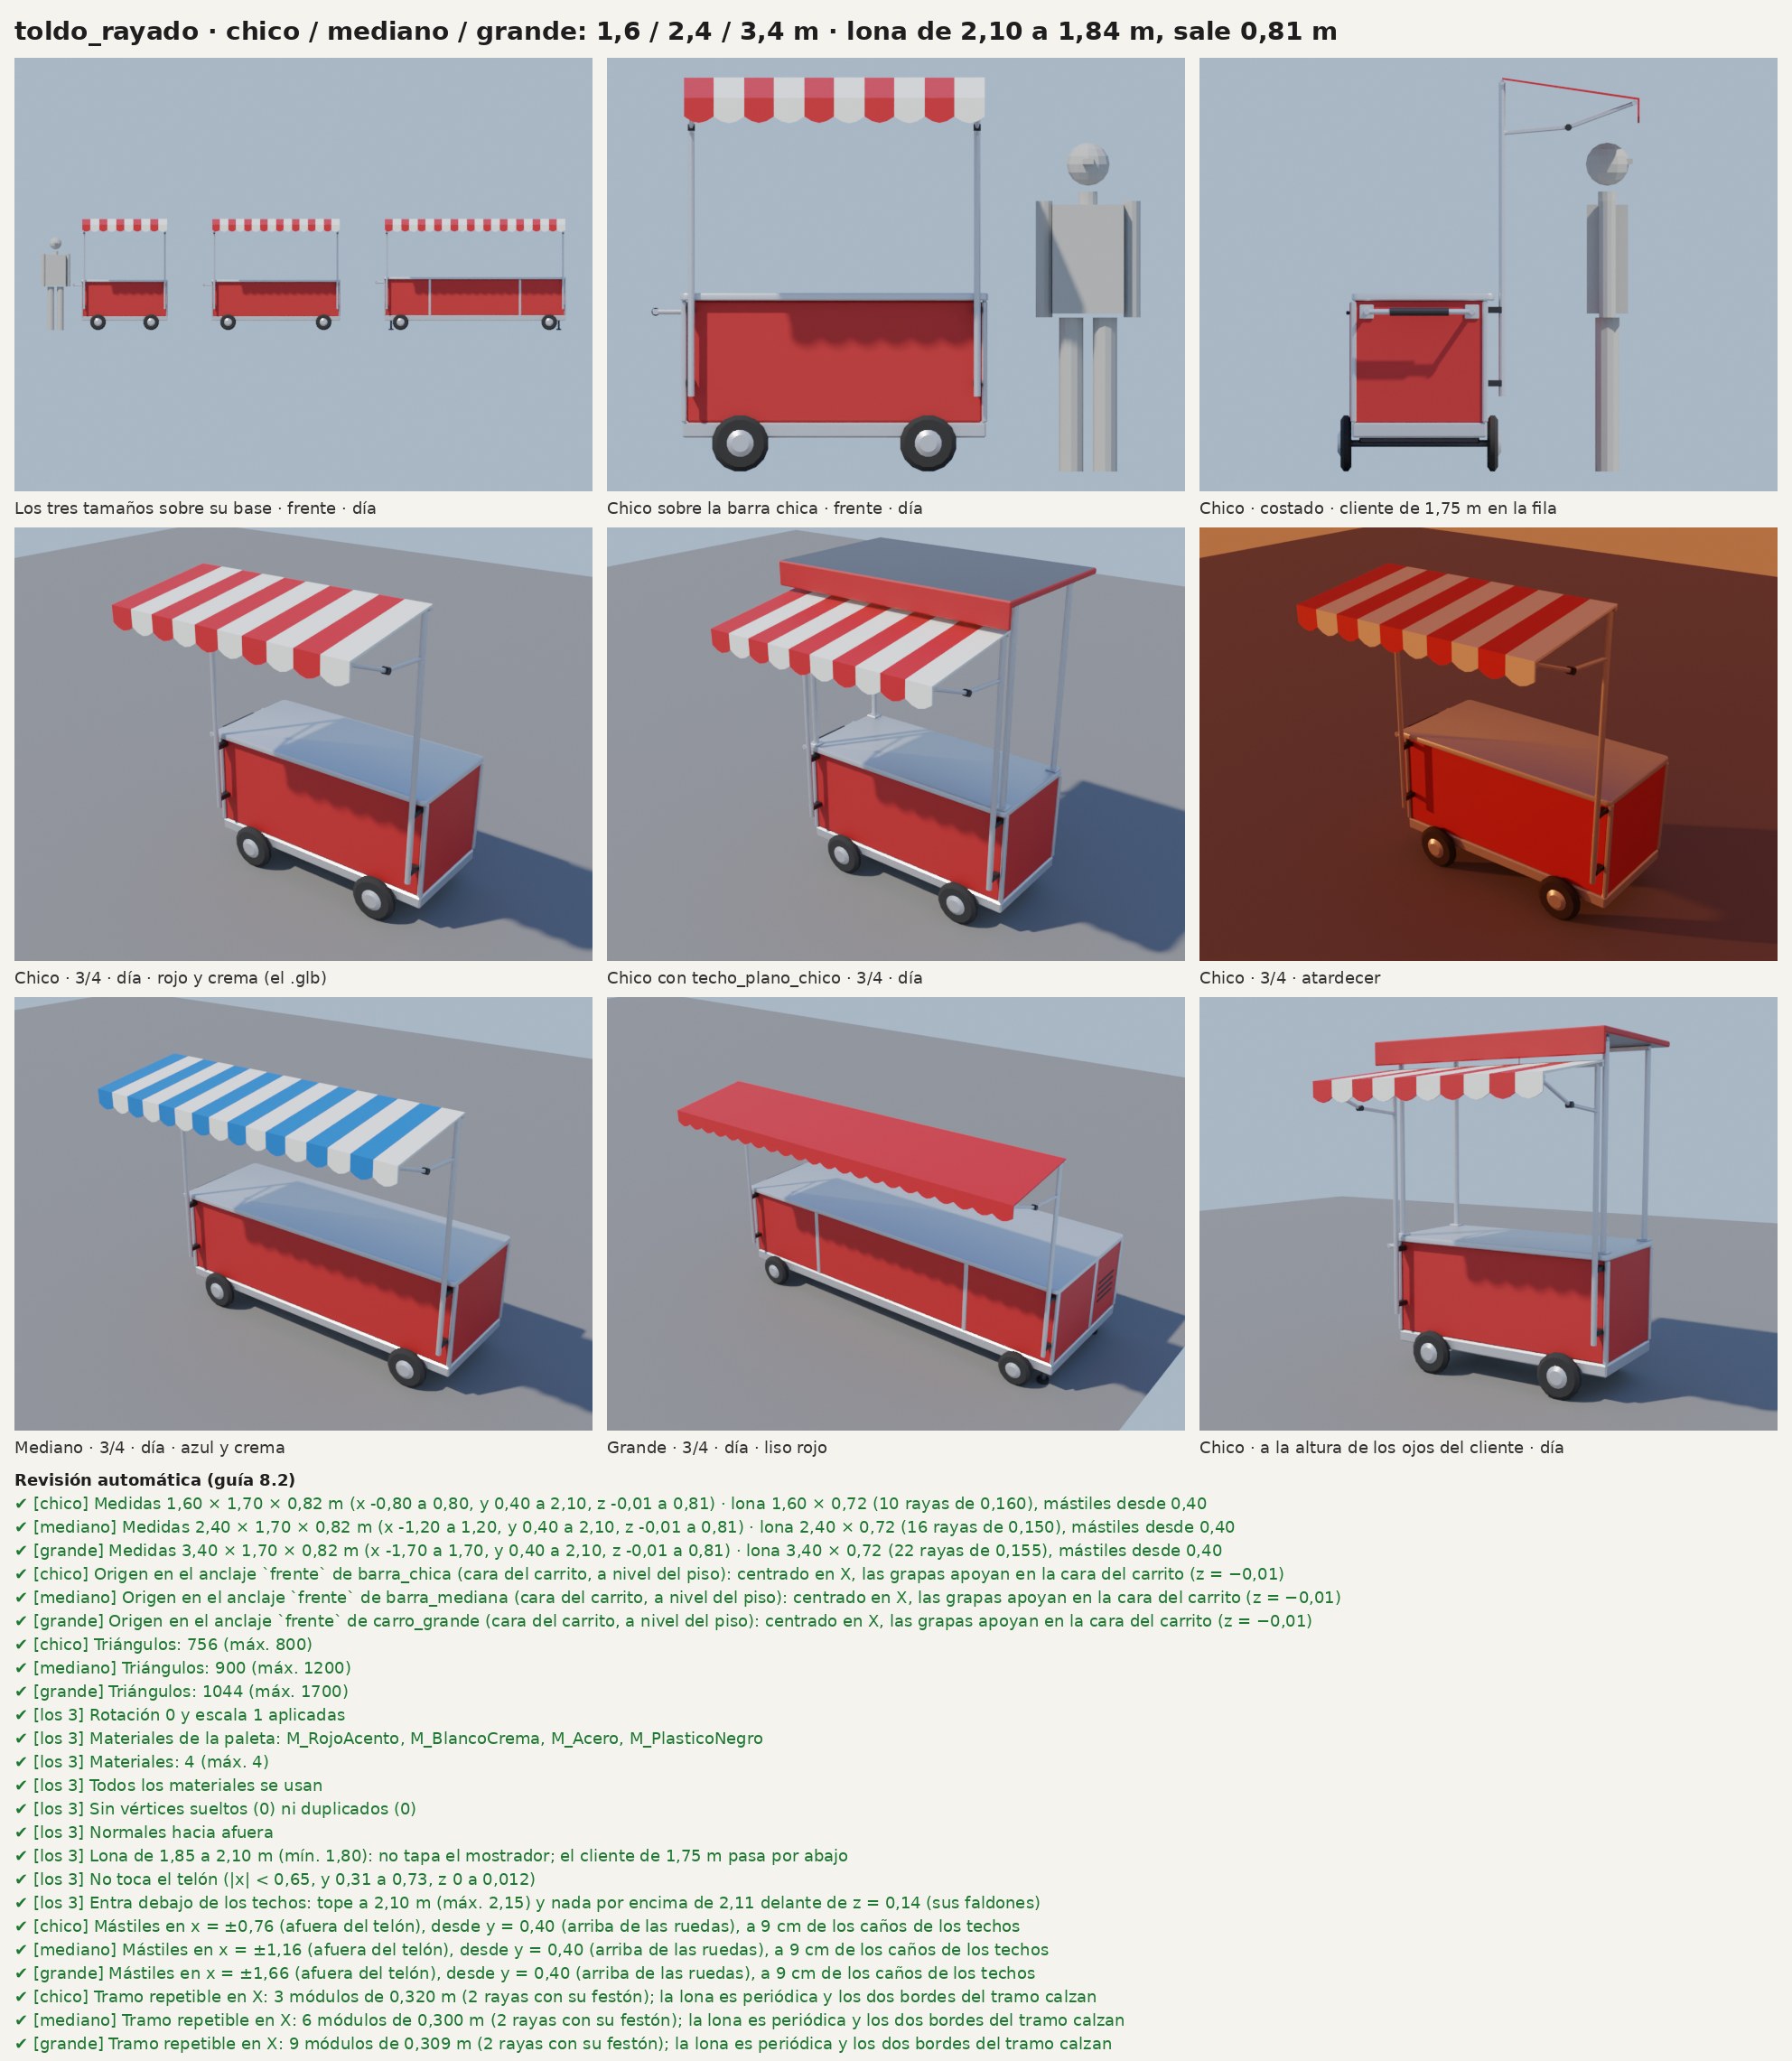 toldo_rayado · chico / mediano / grande: 1,6 / 2,4 / 3,4 m · lona de 2,10 a 1,84 m, sale 0,81 m
Los tres tamaños sobre su base · frente · día
Chico sobre la barra chica · frente · día
Chico · costado · cliente de 1,75 m en la fila
Chico · 3/4 · día · rojo y crema (el .glb)
Chico con techo_plano_chico · 3/4 · día
Chico · 3/4 · atardecer
Mediano · 3/4 · día · azul y crema
Grande · 3/4 · día · liso rojo
Chico · a la altura de los ojos del cliente · día
Revisión automática (guía 8.2)
✔ [chico] Medidas 1,60 × 1,70 × 0,82 m (x -0,80 a 0,80, y 0,40 a 2,10, z -0,01 a 0,81) · lona 1,60 × 0,72 (10 rayas de 0,160), mástiles desde 0,40
✔ [mediano] Medidas 2,40 × 1,70 × 0,82 m (x -1,20 a 1,20, y 0,40 a 2,10, z -0,01 a 0,81) · lona 2,40 × 0,72 (16 rayas de 0,150), mástiles desde 0,40
✔ [grande] Medidas 3,40 × 1,70 × 0,82 m (x -1,70 a 1,70, y 0,40 a 2,10, z -0,01 a 0,81) · lona 3,40 × 0,72 (22 rayas de 0,155), mástiles desde 0,40
✔ [chico] Origen en el anclaje `frente` de barra_chica (cara del carrito, a nivel del piso): centrado en X, las grapas apoyan en la cara del carrito (z = −0,01)
✔ [mediano] Origen en el anclaje `frente` de barra_mediana (cara del carrito, a nivel del piso): centrado en X, las grapas apoyan en la cara del carrito (z = −0,01)
✔ [grande] Origen en el anclaje `frente` de carro_grande (cara del carrito, a nivel del piso): centrado en X, las grapas apoyan en la cara del carrito (z = −0,01)
✔ [chico] Triángulos: 756 (máx. 800)
✔ [mediano] Triángulos: 900 (máx. 1200)
✔ [grande] Triángulos: 1044 (máx. 1700)
✔ [los 3] Rotación 0 y escala 1 aplicadas
✔ [los 3] Materiales de la paleta: M_RojoAcento, M_BlancoCrema, M_Acero, M_PlasticoNegro
✔ [los 3] Materiales: 4 (máx. 4)
✔ [los 3] Todos los materiales se usan
✔ [los 3] Sin vértices sueltos (0) ni duplicados (0)
✔ [los 3] Normales hacia afuera
✔ [los 3] Lona de 1,85 a 2,10 m (mín. 1,80): no tapa el mostrador; el cliente de 1,75 m pasa por abajo
✔ [los 3] No toca el telón (|x| < 0,65, y 0,31 a 0,73, z 0 a 0,012)
✔ [los 3] Entra debajo de los techos: tope a 2,10 m (máx. 2,15) y nada por encima de 2,11 delante de z = 0,14 (sus faldones)
✔ [chico] Mástiles en x = ±0,76 (afuera del telón), desde y = 0,40 (arriba de las ruedas), a 9 cm de los caños de los techos
✔ [mediano] Mástiles en x = ±1,16 (afuera del telón), desde y = 0,40 (arriba de las ruedas), a 9 cm de los caños de los techos
✔ [grande] Mástiles en x = ±1,66 (afuera del telón), desde y = 0,40 (arriba de las ruedas), a 9 cm de los caños de los techos
✔ [chico] Tramo repetible en X: 3 módulos de 0,320 m (2 rayas con su festón); la lona es periódica y los dos bordes del tramo calzan
✔ [mediano] Tramo repetible en X: 6 módulos de 0,300 m (2 rayas con su festón); la lona es periódica y los dos bordes del tramo calzan
✔ [grande] Tramo repetible en X: 9 módulos de 0,309 m (2 rayas con su festón); la lona es periódica y los dos bordes del tramo calzan